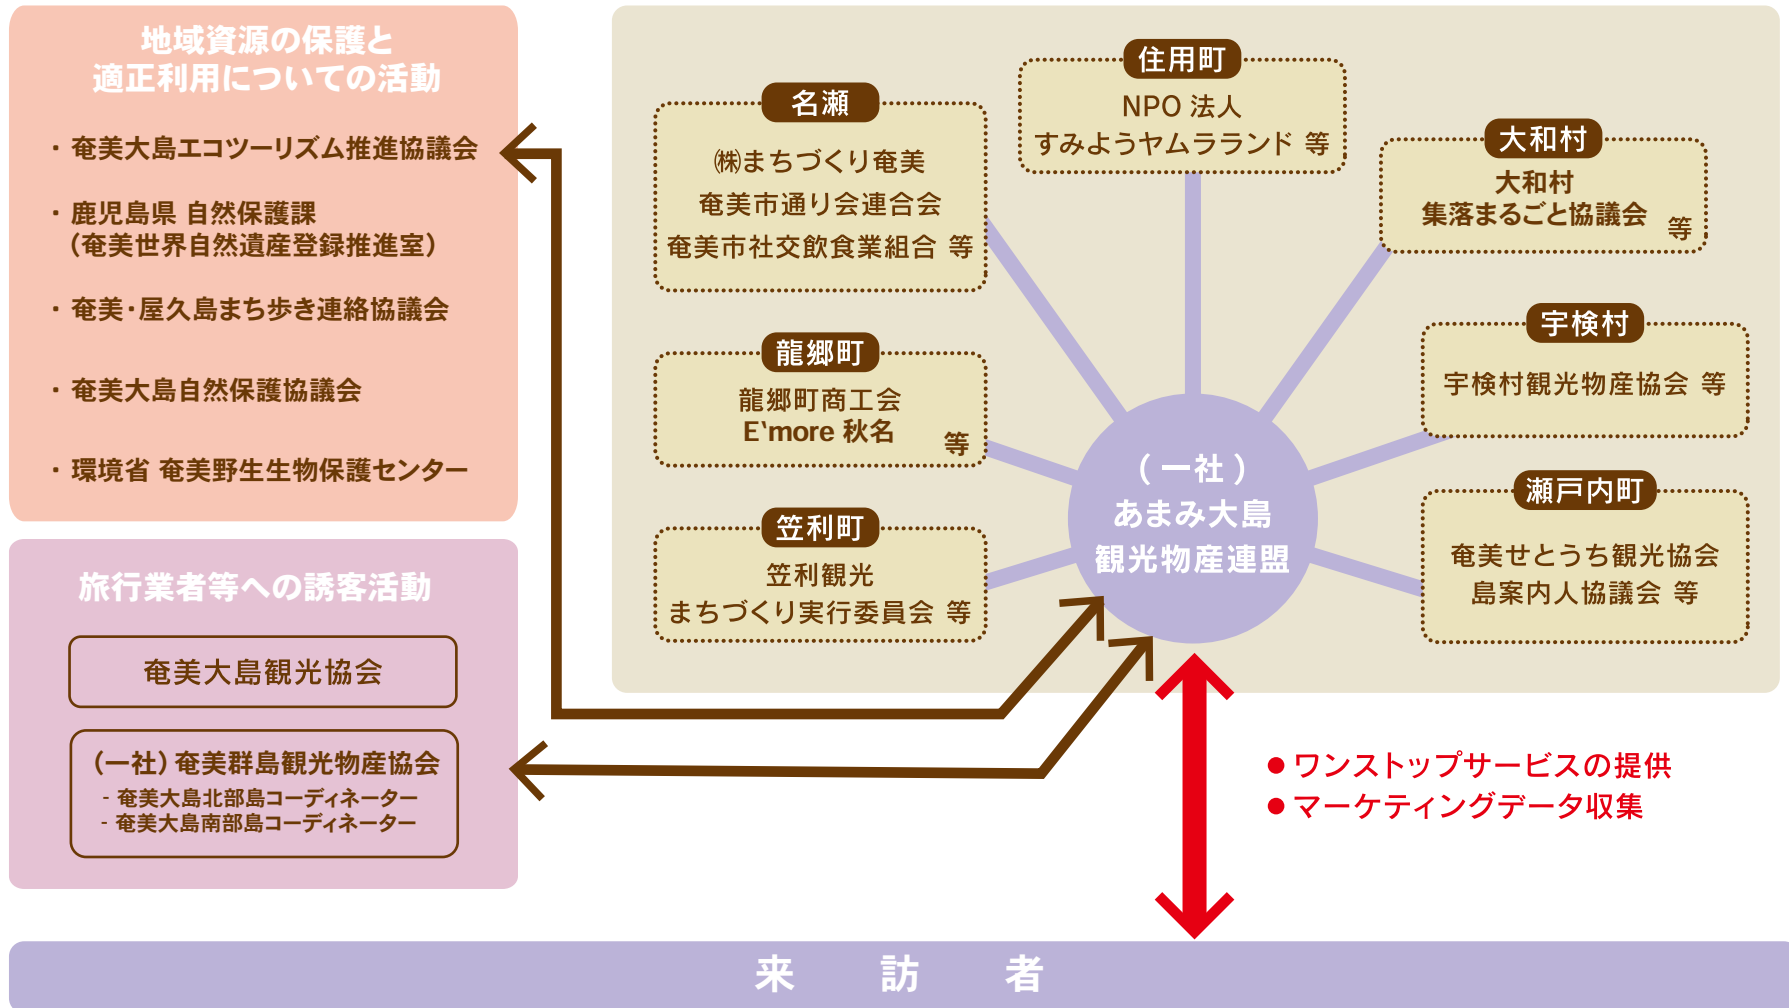 地域資源の保護と
適正利用についての活動
・ 奄美大島エコツーリズム推進協議会
・ 鹿児島県 自然保護課
（奄美世界自然遺産登録推進室）
・ 奄美・屋久島まち歩き連絡協議会
・ 奄美大島自然保護協議会
・ 環境省 奄美野生生物保護センター
旅行業者等への誘客活動
奄美大島観光協会
（一社）奄美群島観光物産協会
- 奄美大島北部島コーディネーター
- 奄美大島南部島コーディネーター
名瀬
㈱まちづくり奄美
奄美市通り会連合会
奄美市社交飲食業組合 等
龍郷町
龍郷町商工会
E‘more 秋名
等
笠利町
笠利観光
まちづくり実行委員会 等
住用町
NPO 法人
すみようヤムラランド 等
大和村
大和村
集落まるごと協議会
等
宇検村
宇検村観光物産協会 等
瀬戸内町
奄美せとうち観光協会
島案内人協議会 等
（一社）
あまみ大島
観光物産連盟
● ワンストップサービスの提供
● マーケティングデータ収集
来 訪 者